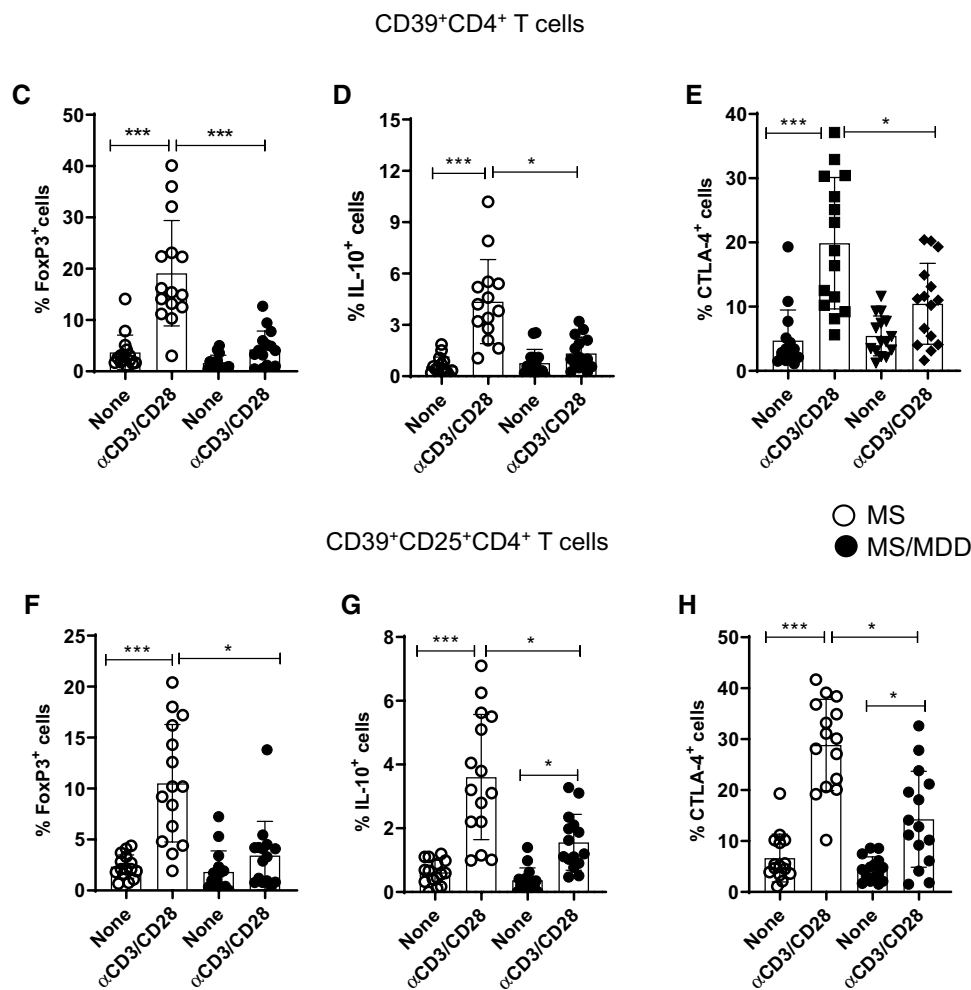 CD39⁺CD4⁺ T cells
C
D
E
50
40
30
20
10
0
% FoxP3⁺cells
***
***
None
αCD3/CD28
None
αCD3/CD28
15
12
9
6
3
0
% IL-10⁺ cells
***
*
None
αCD3/CD28
None
αCD3/CD28
40
30
20
10
0
% CTLA-4⁺ cells
***
*
None
αCD3/CD28
None
αCD3/CD28
MS
MS/MDD
CD39⁺CD25⁺CD4⁺ T cells
F
G
H
25
20
15
10
5
0
% FoxP3⁺ cells
***
*
None
αCD3/CD28
None
αCD3/CD28
8
6
4
2
0
% IL-10⁺ cells
***
*
*
None
αCD3/CD28
None
αCD3/CD28
50
40
30
20
10
0
% CTLA-4⁺ cells
***
*
*
None
αCD3/CD28
None
αCD3/CD28